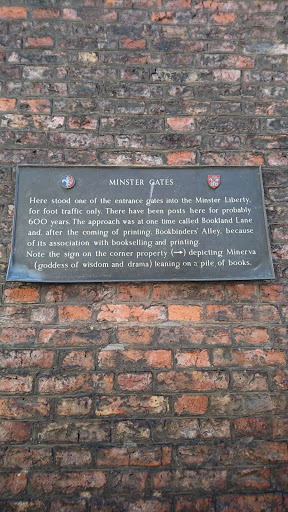 MINSTER GATES
Here stood one of the entrance gates into the Minster Liberty,
for foot traffic only. There have been posts here for probably
600 years. The approach was at one time called Bookland Lane
and, after the coming of printing, Bookbinders' Alley, because
of its association with bookselling and printing.
Note the sign on the corner property (→) depicting Minerva
(goddess of wisdom and drama) leaning on a pile of books.